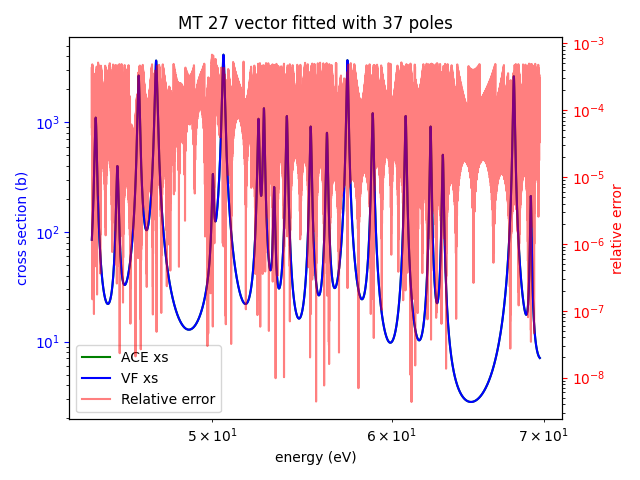 MT 27 vector fitted with 37 poles
10³
10²
10¹
cross section (b)
10⁻³
10⁻⁴
10⁻⁵
10⁻⁶
10⁻⁷
10⁻⁸
relative error
ACE xs
VF xs
Relative error
5 × 10¹ 6 × 10¹ 7 × 10¹
energy (eV)